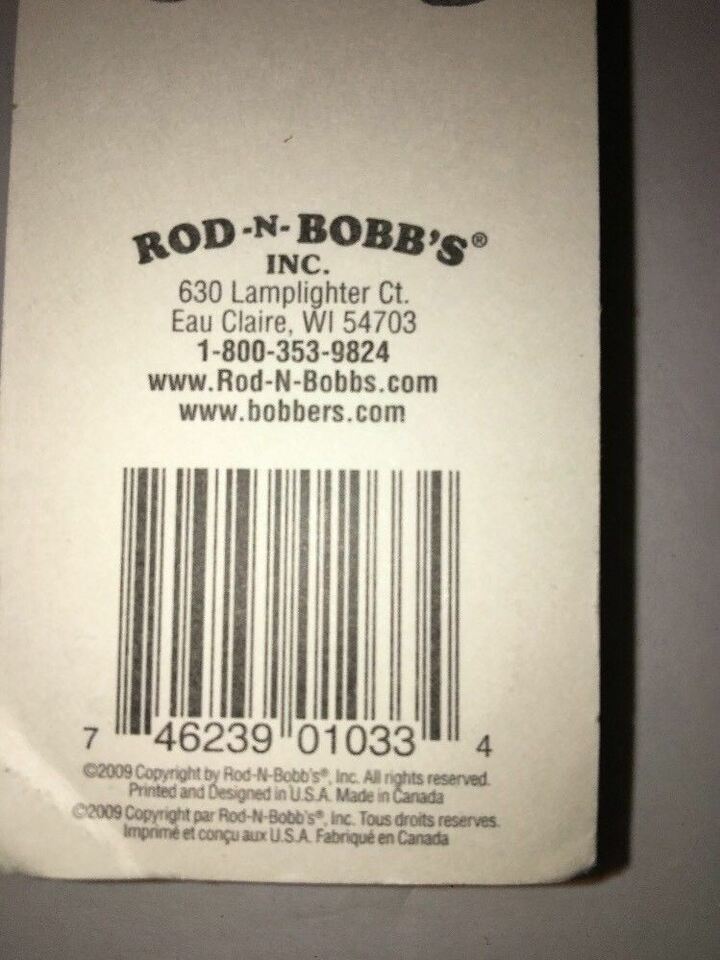 ROD-N-BOBB'S®
INC.
630 Lamplighter Ct.
Eau Claire, WI 54703
1-800-353-9824
www.Rod-N-Bobbs.com
www.bobbers.com
7 46239 01033 4
©2009 Copyright by Rod-N-Bobb's®, Inc. All rights reserved.
Printed and Designed in U.S.A. Made in Canada
©2009 Copyright par Rod-N-Bobb's®, Inc. Tous droits reserves.
Imprimé et conçu aux U.S.A. Fabriqué en Canada